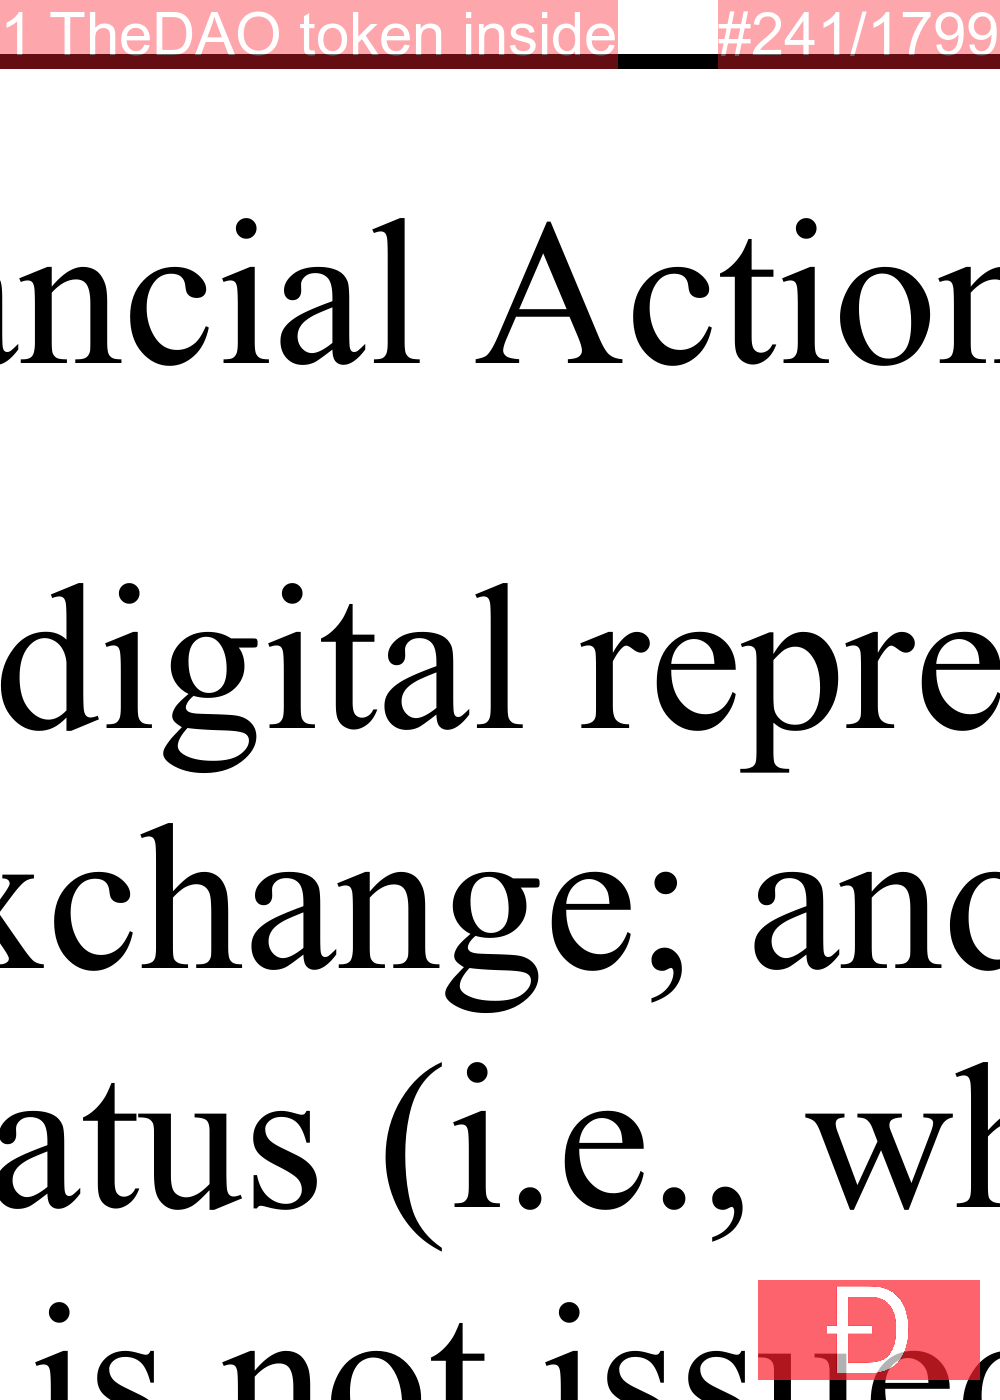 1 TheDAO token inside #241/1799
ancial Action
digital repre
xchange; and
atus (i.e., wh
is not issued
Đ